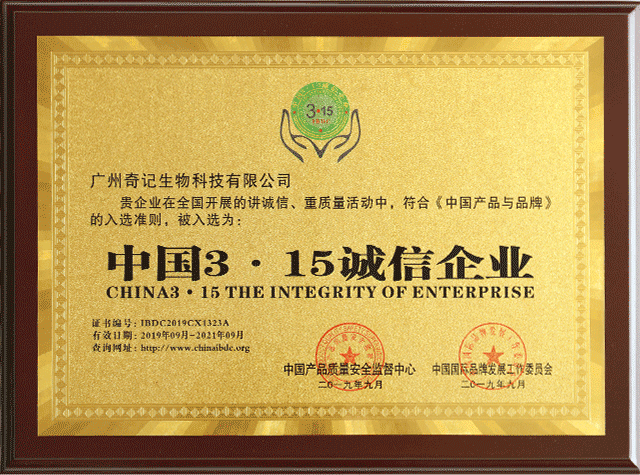 3·15
广州奇记生物科技有限公司
贵企业在全国开展的讲诚信、重质量活动中，符合《中国产品与品牌》
的入选准则，被入选为：
中国3·15诚信企业
CHINA3·15 THE INTEGRITY OF ENTERPRISE
证书编号：IBDC2019CX1323A
有效日期：2019年09月-2021年09月
查询网址：http://www.chinaibdc.org
中国产品质量安全监督中心
二○一九年九月
中国国际品牌发展工作委员会
二○一九年九月